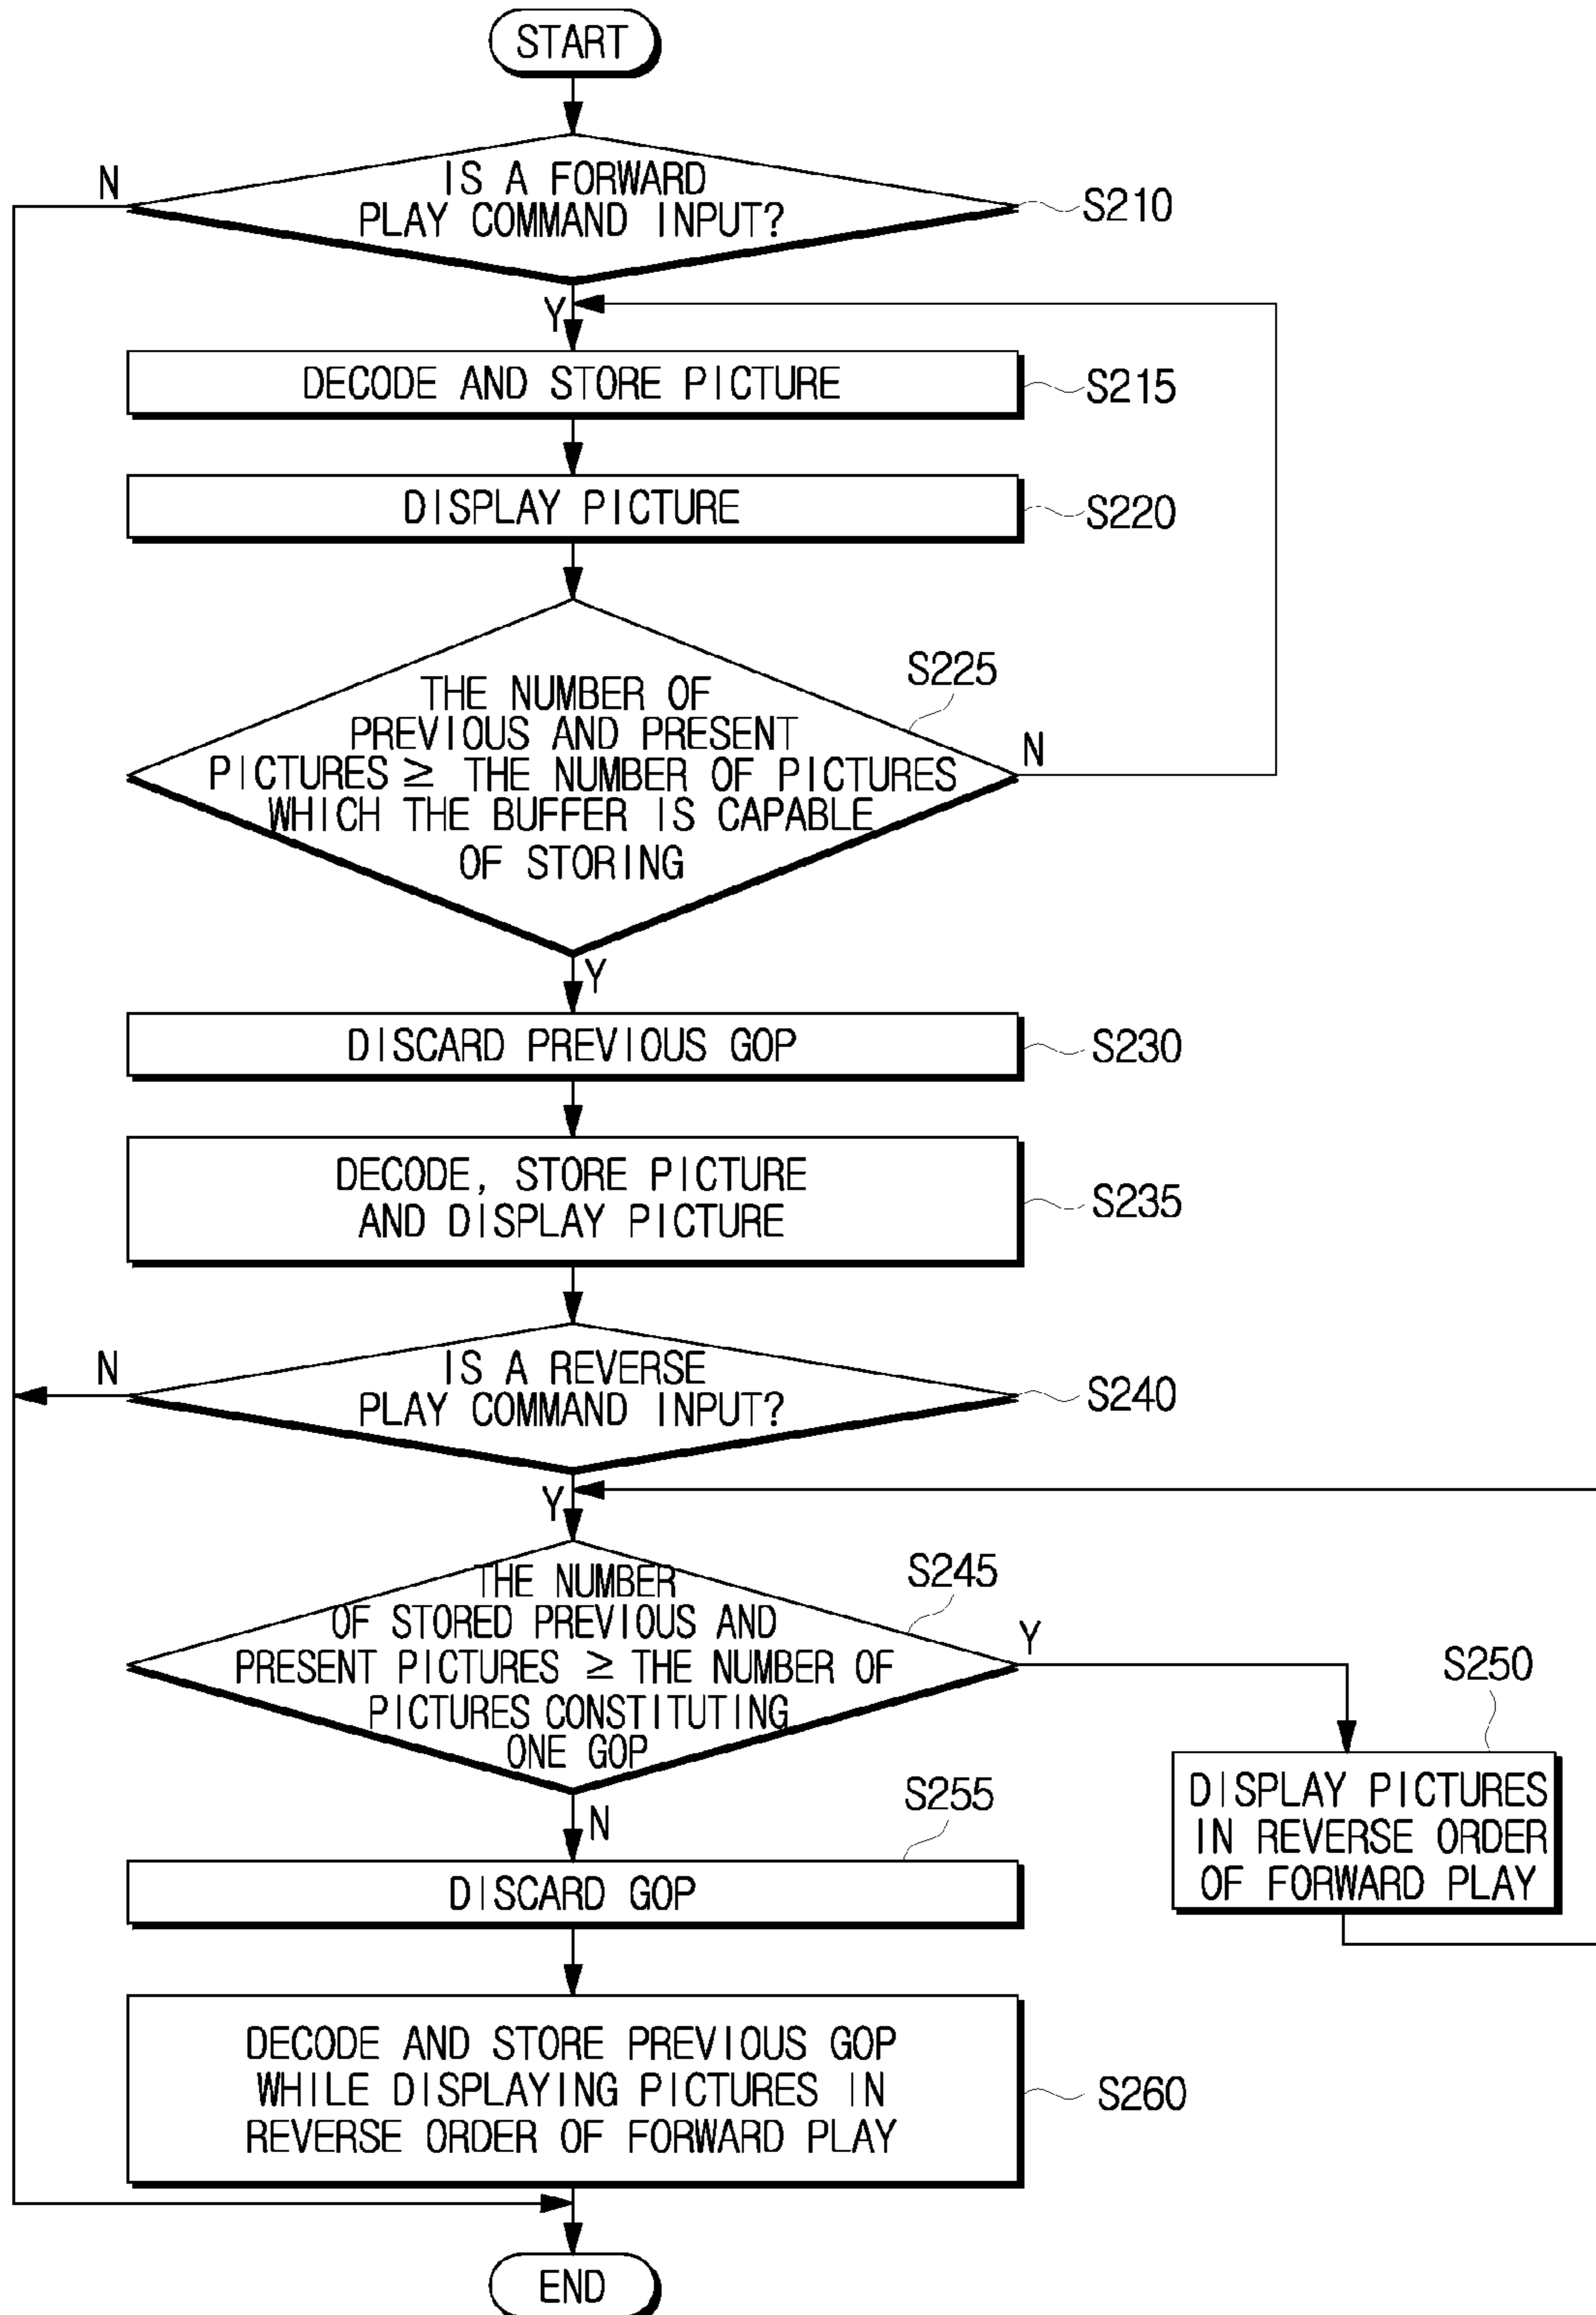 START
N
IS A FORWARD
PLAY COMMAND INPUT?
S210
Y
DECODE AND STORE PICTURE
S215
DISPLAY PICTURE
S220
S225
THE NUMBER OF
PREVIOUS AND PRESENT
PICTURES ≥ THE NUMBER OF PICTURES
WHICH THE BUFFER IS CAPABLE
OF STORING
N
Y
DISCARD PREVIOUS GOP
S230
DECODE, STORE PICTURE
AND DISPLAY PICTURE
S235
N
IS A REVERSE
PLAY COMMAND INPUT?
S240
Y
S245
THE NUMBER
OF STORED PREVIOUS AND
PRESENT PICTURES ≥ THE NUMBER OF
PICTURES CONSTITUTING
ONE GOP
Y
S250
DISPLAY PICTURES
IN REVERSE ORDER
OF FORWARD PLAY
N
S255
DISCARD GOP
DECODE AND STORE PREVIOUS GOP
WHILE DISPLAYING PICTURES IN
REVERSE ORDER OF FORWARD PLAY
S260
END